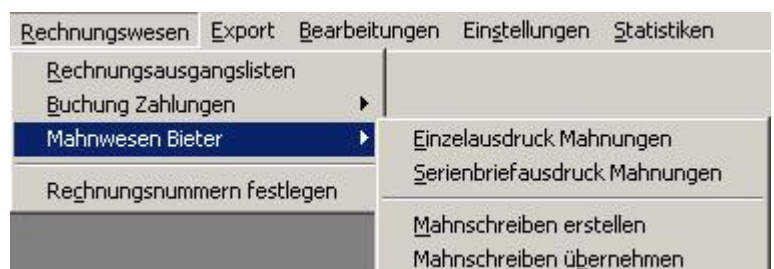 Rechnungswesen Export Bearbeitungen Einstellungen Statistiken
Rechnungsausgangslisten
Buchung Zahlungen
Mahnwesen Bieter
Rechnungsnummern festlegen
Einzelausdruck Mahnungen
Serienbriefausdruck Mahnungen
Mahnschreiben erstellen
Mahnschreiben übernehmen